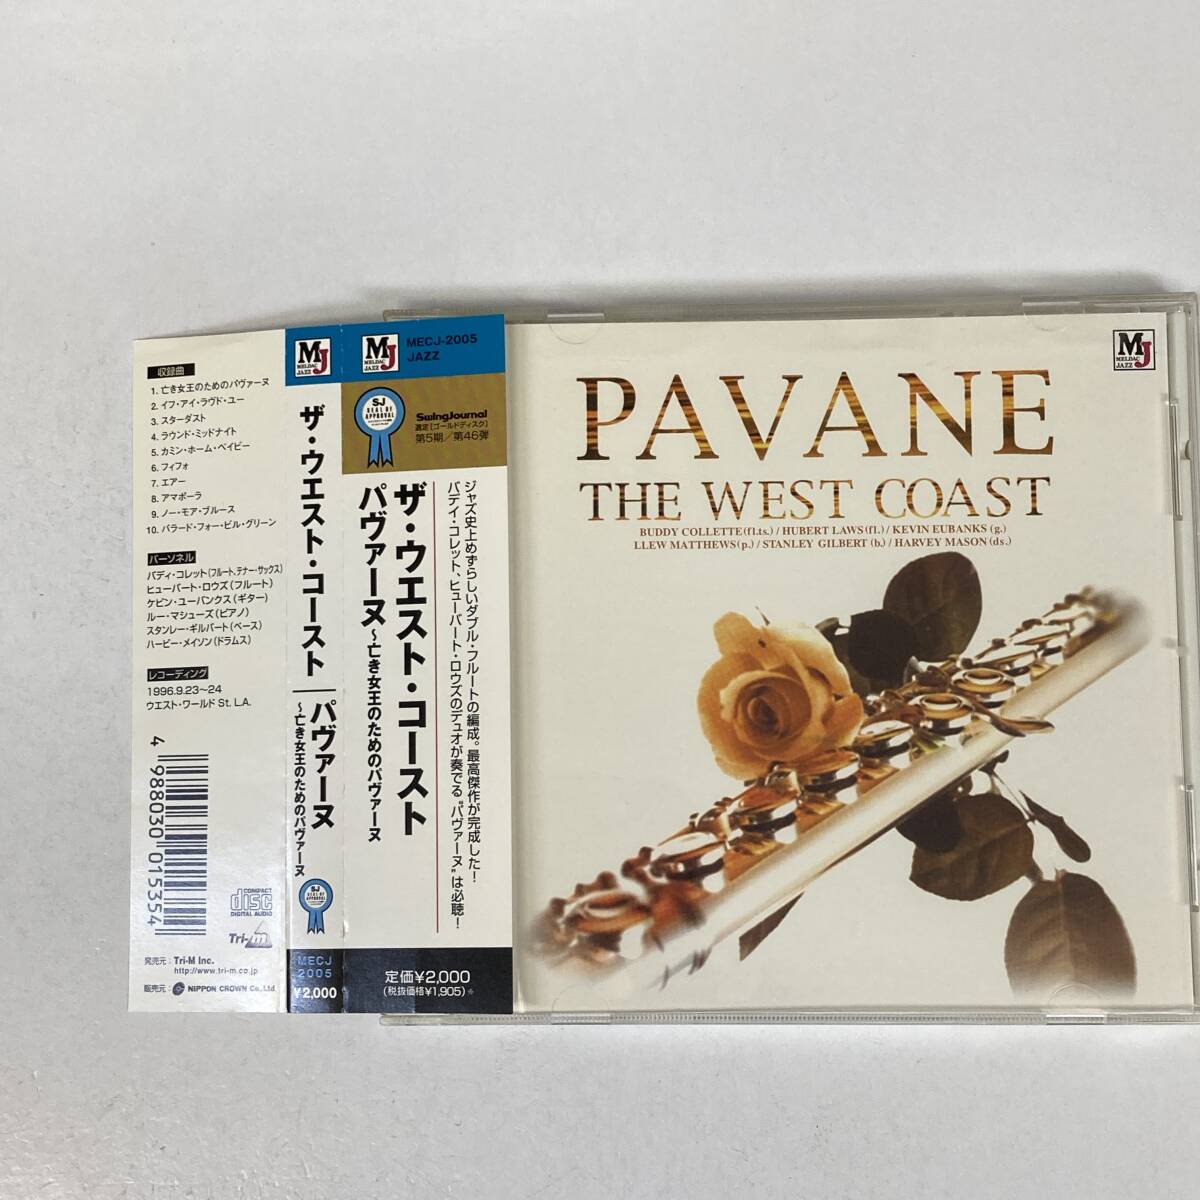 収録曲
1. 亡き女王のためのパヴァーヌ
2. イフ・アイ・ラヴド・ユー
3. スターダスト
4. ラウンド・ミッドナイト
5. カミン・ホーム・ベイビー
6. フィフォ
7. エアー
8. アマポーラ
9. ノー・モア・ブルース
10. バラード・フォー・ビル・グリーン
パーソネル
バディ・コレット(フルート、テナー・サックス)
ヒューバート・ロウズ(フルート)
ケビン・ユーバンクス(ギター)
ルー・マシューズ(ピアノ)
スタンレー・ギルバート(ベース)
ハービー・メイソン(ドラムス)
レコーディング
1996.9.23〜24
ウエスト・ワールド St. L.A.
4 988030 015354
COMPACT
disc
DIGITAL AUDIO
Tri-M
発売元: Tri-M Inc.
http://www.tri-m.co.jp
販売元: NIPPON CROWN Co., Ltd.
MJ
MELDAC
JAZZ
ザ・ウエスト・コースト
パヴァーヌ
〜亡き女王のためのパヴァーヌ
SJ
SEAL OF
APPROVAL
MECJ
2005
¥2,000
MJ
MELDAC
JAZZ
MECJ-2005
JAZZ
SJ
SEAL OF
APPROVAL
SwingJournal
選定[ゴールドディスク]
第5期/第46弾
ジャズ史上めずらしいダブル・フルートの編成。最高傑作が完成した!
バディ・コレット、ヒューバート・ロウズのデュオが奏でる“パヴァーヌ”は必聴!
ザ・ウエスト・コースト
パヴァーヌ〜亡き女王のためのパヴァーヌ
定価¥2,000
(税抜価格¥1,905)
MJ
MELDAC
JAZZ
PAVANE
THE WEST COAST
BUDDY COLLETTE(fl.ts.) / HUBERT LAWS(fl.) / KEVIN EUBANKS (g.)
LLEW MATTHEWS(p.) / STANLEY GILBERT (b.) / HARVEY MASON(ds.)